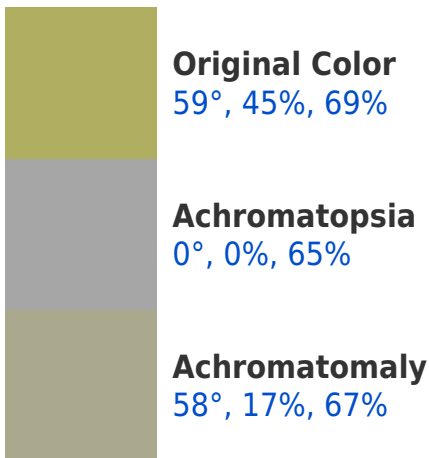 Original Color
59°, 45%, 69%
Achromatopsia
0°, 0%, 65%
Achromatomaly
58°, 17%, 67%